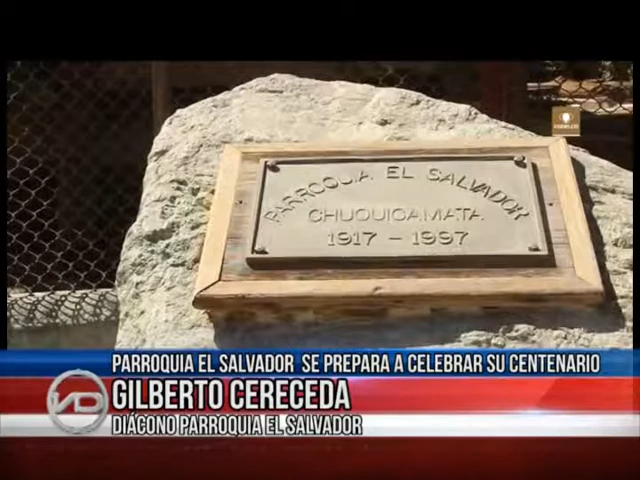 PARROQUIA EL SALVADOR
CHUQUICAMATA
1917 - 1997
PARROQUIA EL SALVADOR SE PREPARA A CELEBRAR SU CENTENARIO
GILBERTO CERECEDA
DIÁCONO PARROQUIA EL SALVADOR
VD